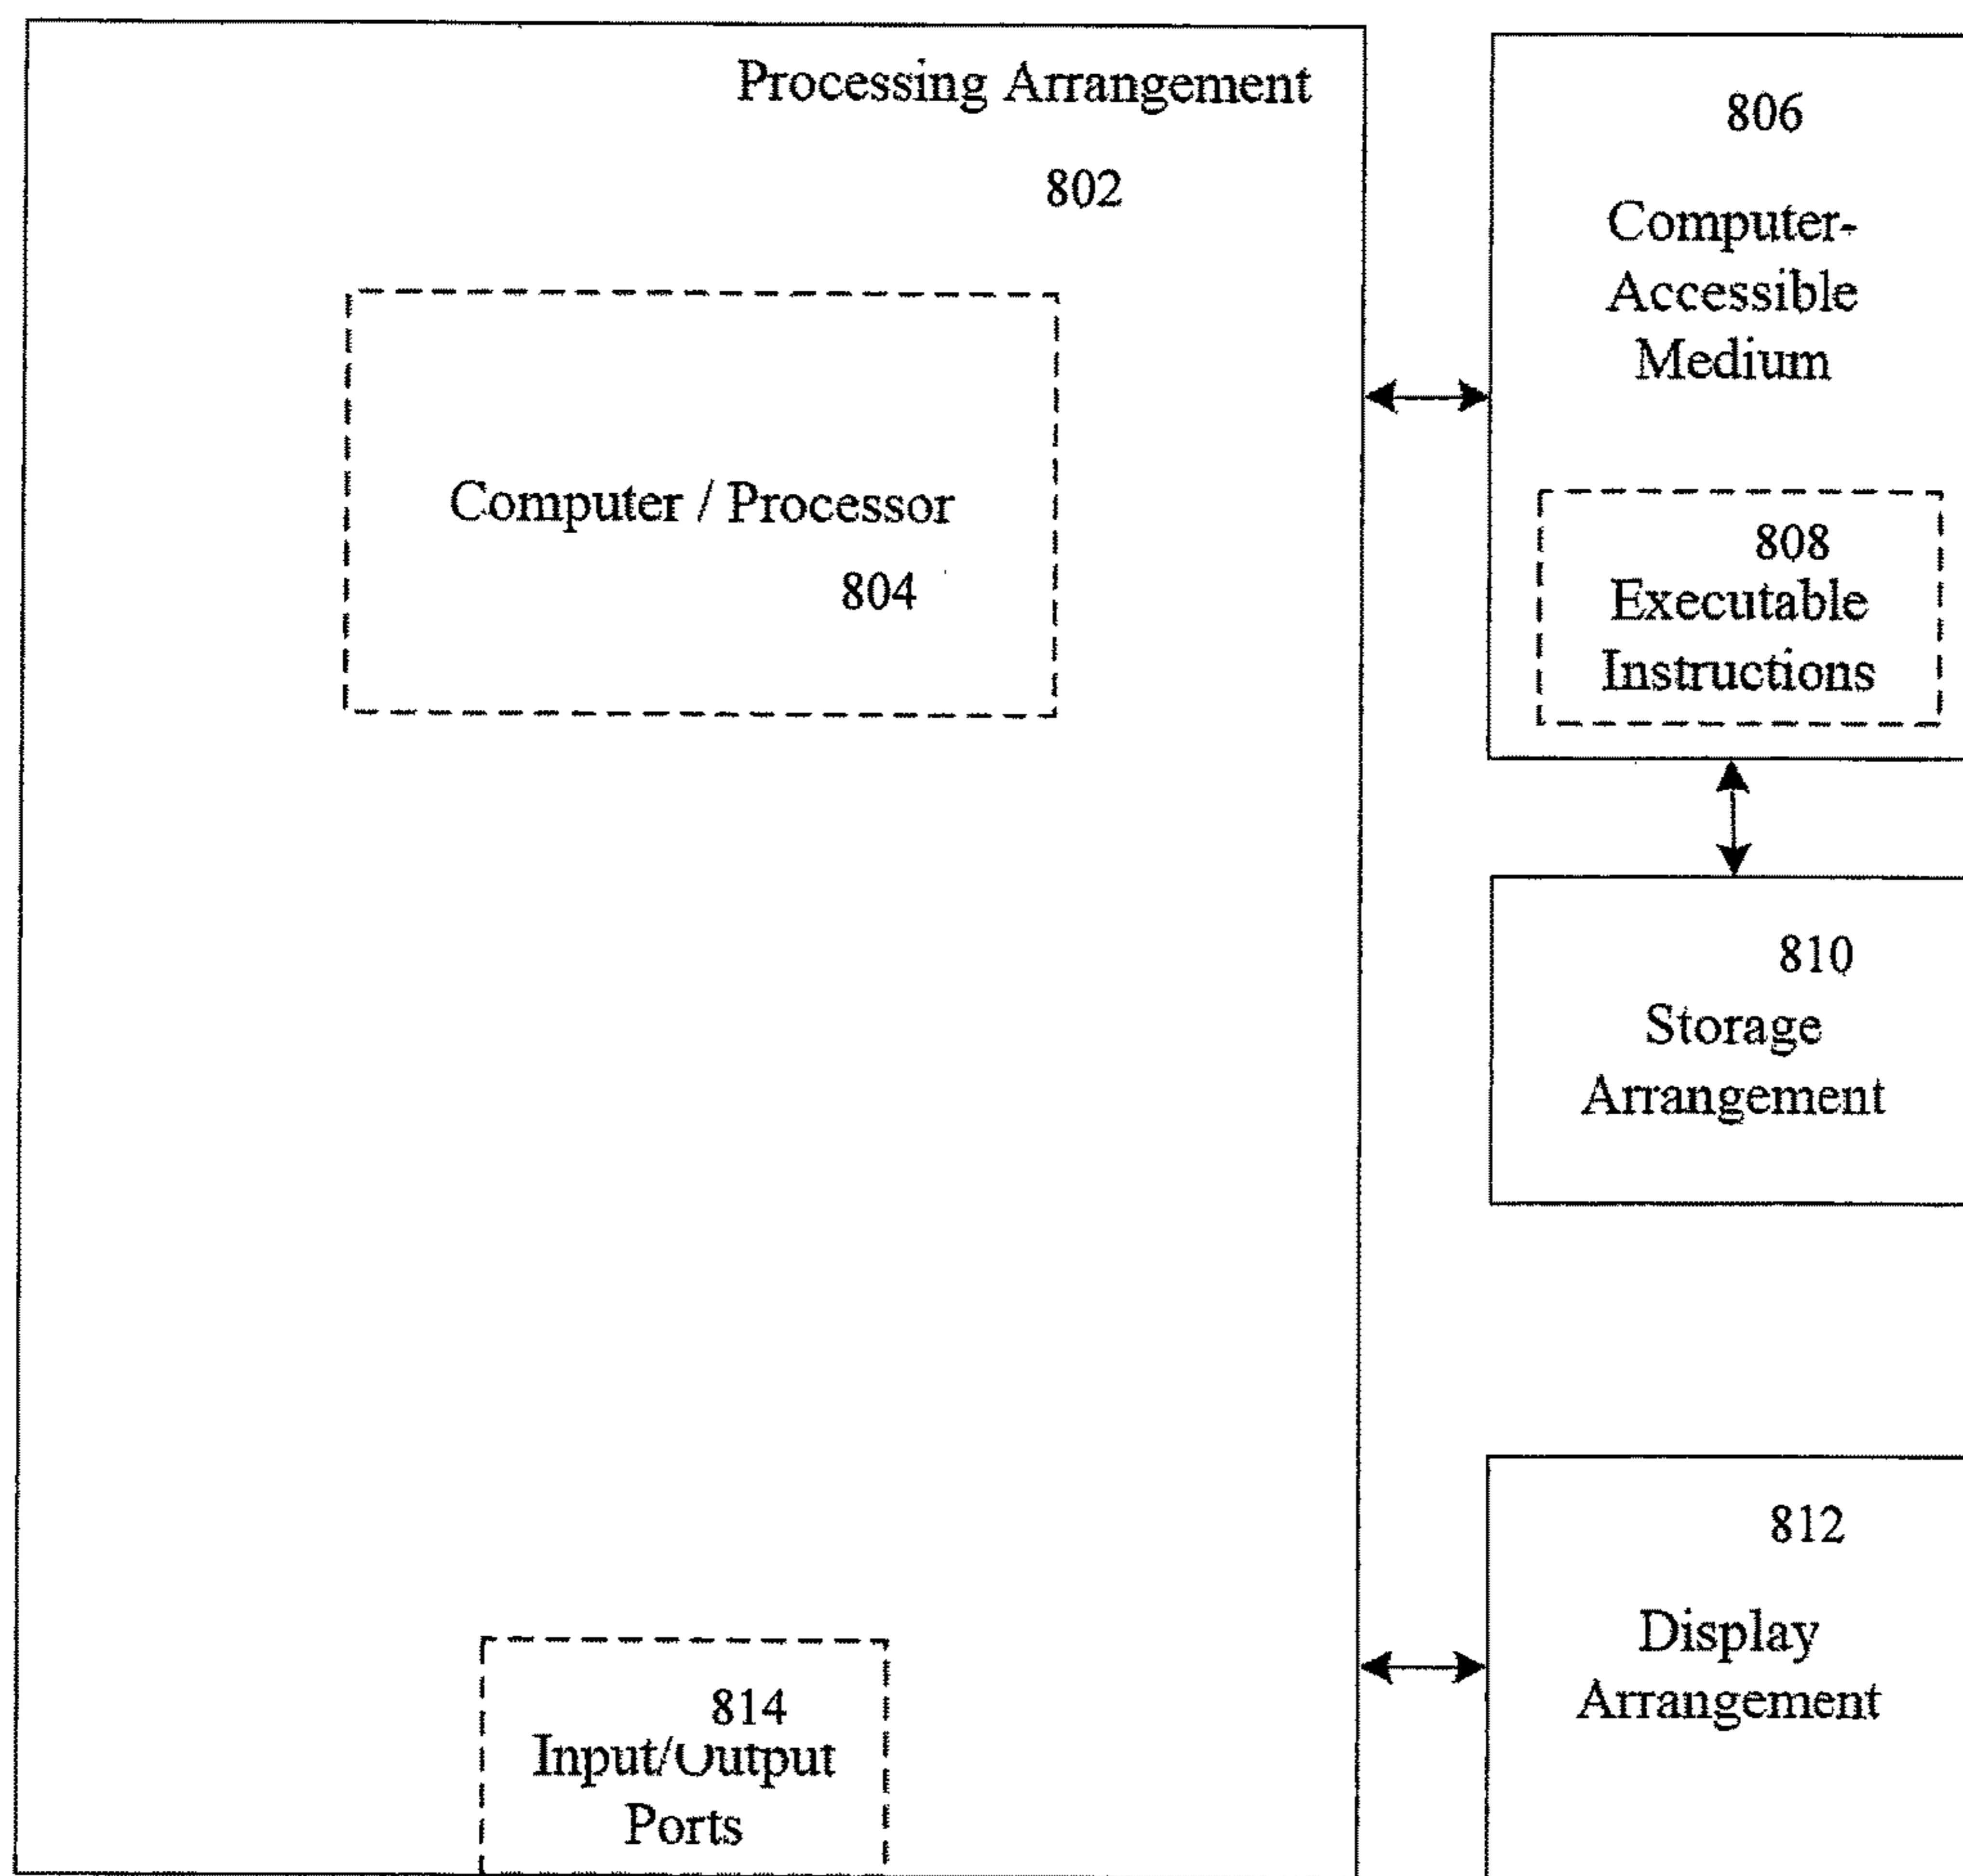 Processing Arrangement
802
Computer / Processor
804
806
Computer-
Accessible
Medium
808
Executable
Instructions
810
Storage
Arrangement
812
Display
Arrangement
814
Input/Output
Ports